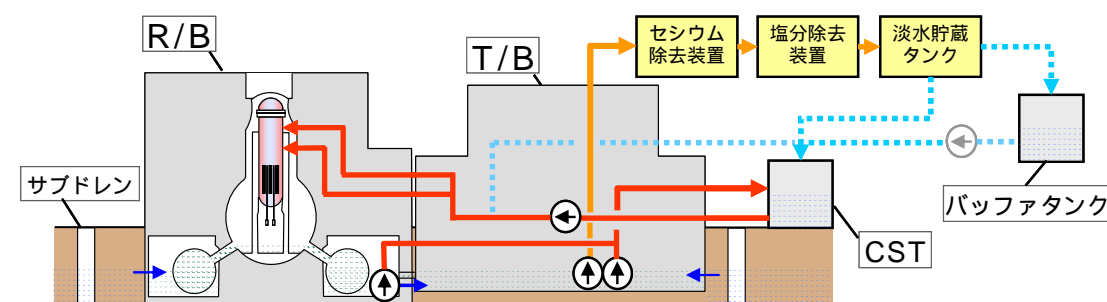 R/B
T/B
セシウム
除去装置
塩分除去
装置
淡水貯蔵
タンク
サブドレン
バッファタンク
CST